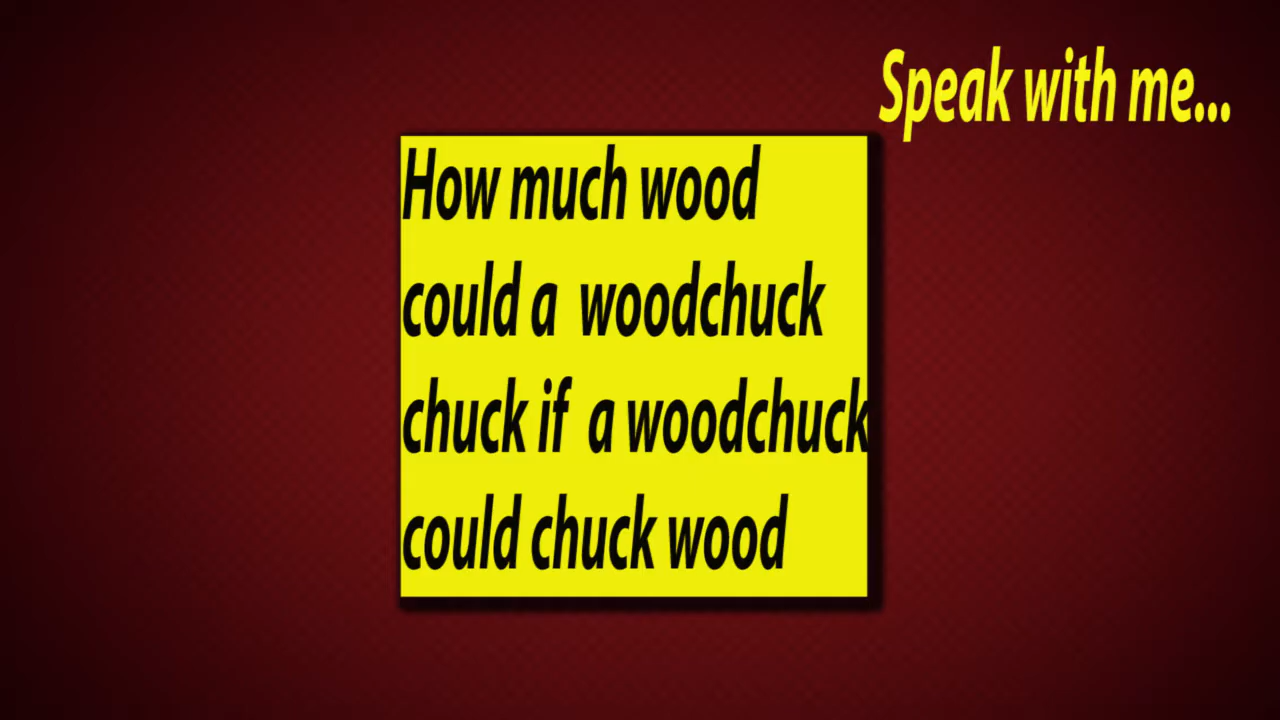 Speak with me...
How much wood
could a woodchuck
chuck if a woodchuck
could chuck wood